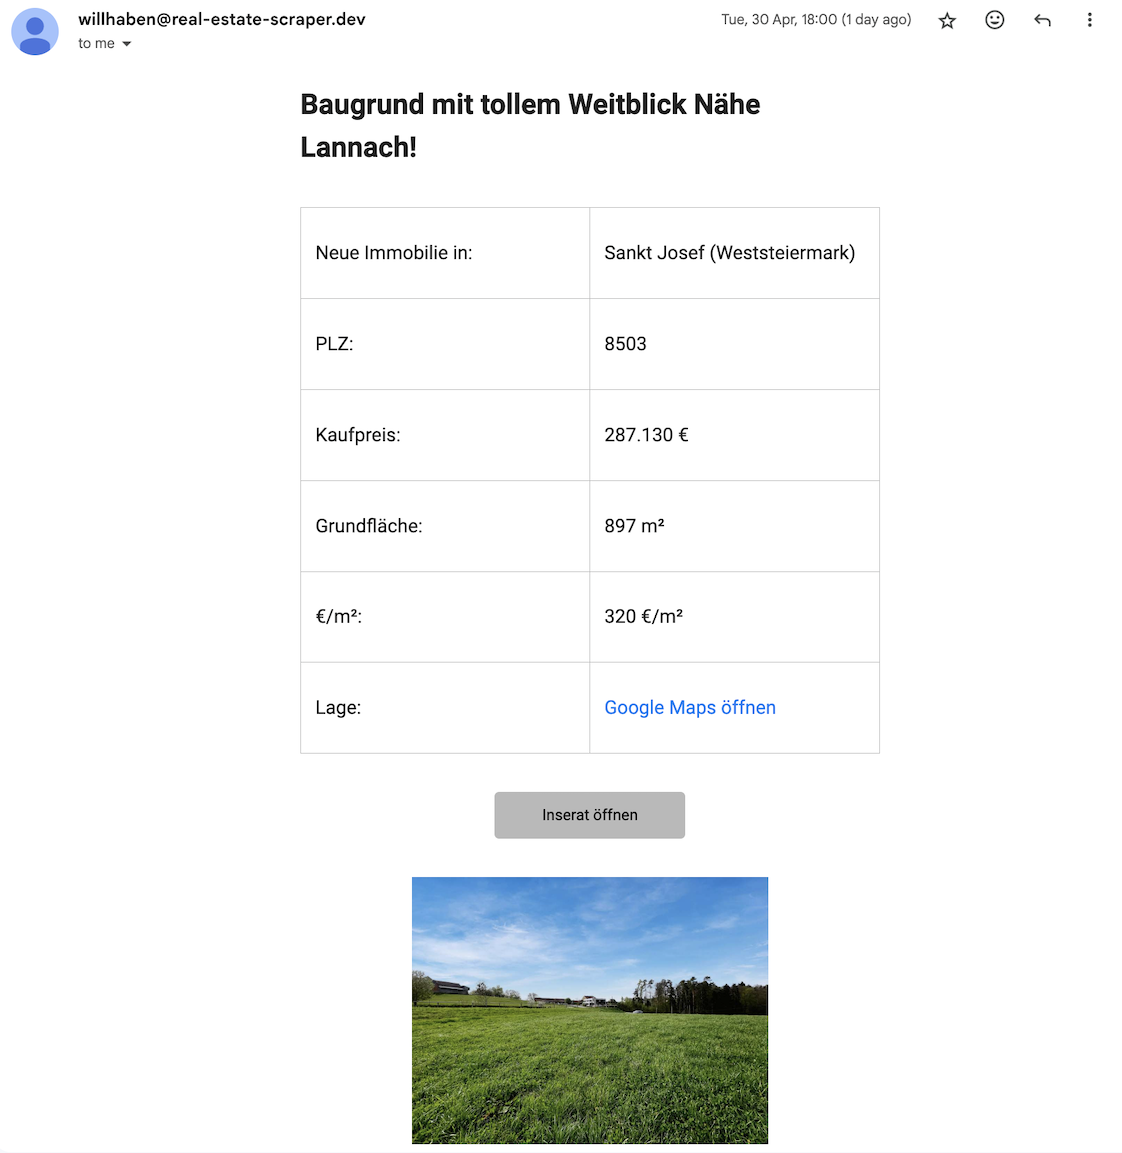 willhaben@real-estate-scraper.dev
Tue, 30 Apr, 18:00 (1 day ago)
to me
Baugrund mit tollem Weitblick Nähe
Lannach!
Neue Immobilie in: Sankt Josef (Weststeiermark)
PLZ: 8503
Kaufpreis: 287.130 €
Grundfläche: 897 m²
€/m²: 320 €/m²
Lage: Google Maps öffnen
Inserat öffnen